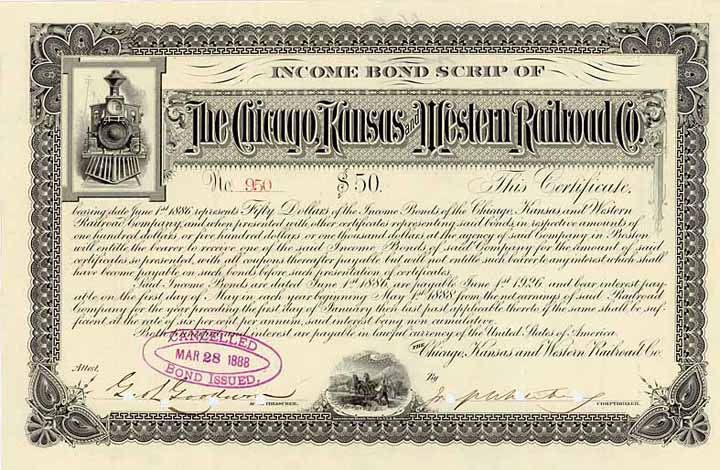 INCOME BOND SCRIP OF
The Chicago, Kansas and Western Railroad Co.
No. 950 $50. This Certificate,
bearing date June 1st 1886 represents Fifty Dollars of the Income Bonds of the Chicago, Kansas and Western
Railroad Company, and when presented with other certificates representing said bonds, in respective amounts of
one hundred dollars, or five hundred dollars, or one thousand dollars at the agency of said Company in Boston
will entitle the bearer to receive one of the said Income Bonds of said Company for the amount of said
certificates so presented, with all coupons thereafter payable but will not entitle such bearer to any interest which shall
have become payable on such bonds before such presentation of certificates.
Said Income Bonds are dated June 1st 1886, are payable June 1st 1926 and bear interest pay-
able on the first day of May in each year beginning May 1st 1888 from the net earnings of said Railroad
Company for the year preceding the first day of January then last past applicable thereto, if the same shall be suf-
ficient at the rate of six per cent per annum, said interest being non cumulative.
Both principal and interest are payable in lawful currency of the United States of America.
CANCELLED
MAR 28 1888
BOND ISSUED.
The Chicago, Kansas and Western Railroad Co.
Attest, By
TREASURER. COMPTROLLER.